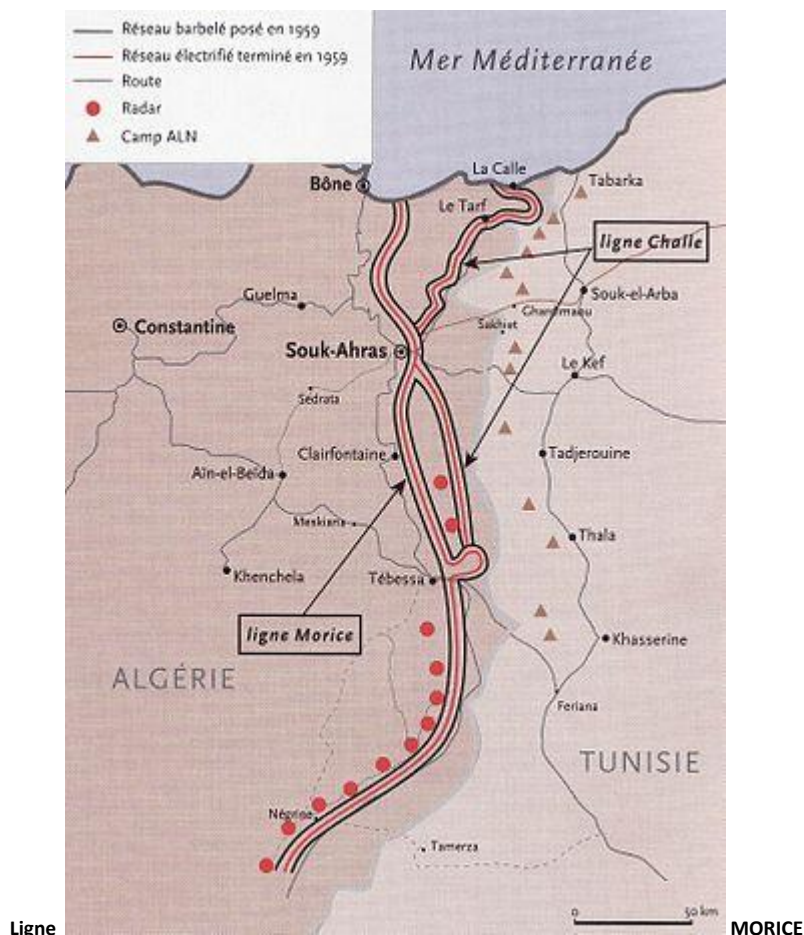 Réseau barbelé posé en 1959
Réseau électrifié terminé en 1959
Route
Radar
Camp ALN
Mer Méditerranée
La Calle
Tabarka
Bône
Le Tarf
ligne Challe
Guelma
Souk-el-Arba
Ghardimaou
Constantine
Sakhiet
Souk-Ahras
Le Kef
Sédrata
Clairfontaine
Tadjerouine
Aïn-el-Beïda
Meskiana
Thala
Khenchela
Tébessa
ligne Morice
Khasserine
ALGÉRIE
Feriana
TUNISIE
Négrine
Tamerza
0 50 km
Ligne MORICE